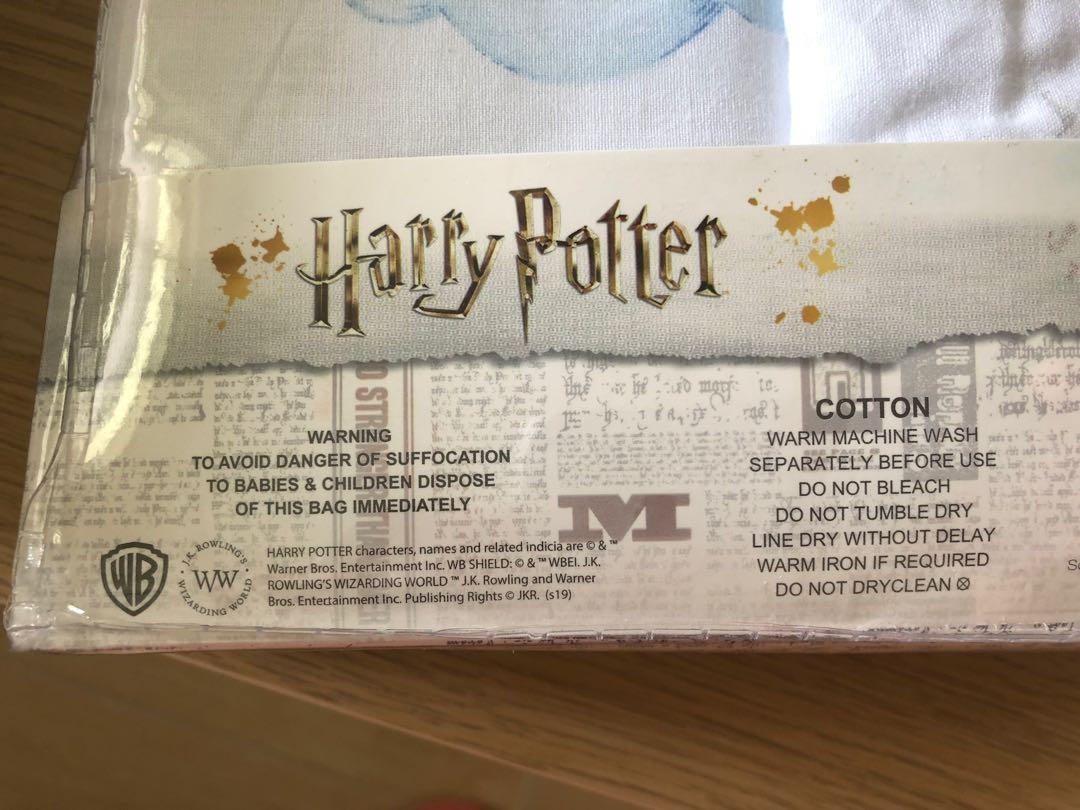 Harry Potter
WARNING
TO AVOID DANGER OF SUFFOCATION
TO BABIES & CHILDREN DISPOSE
OF THIS BAG IMMEDIATELY
M
COTTON
WARM MACHINE WASH
SEPARATELY BEFORE USE
DO NOT BLEACH
DO NOT TUMBLE DRY
LINE DRY WITHOUT DELAY
WARM IRON IF REQUIRED
DO NOT DRYCLEAN ⊗
WB
J.K. ROWLING'S
WW
WIZARDING WORLD
HARRY POTTER characters, names and related indicia are © & ™
Warner Bros. Entertainment Inc. WB SHIELD: © & ™ WBEI. J.K.
ROWLING'S WIZARDING WORLD ™ J.K. Rowling and Warner
Bros. Entertainment Inc. Publishing Rights © JKR. (s19)